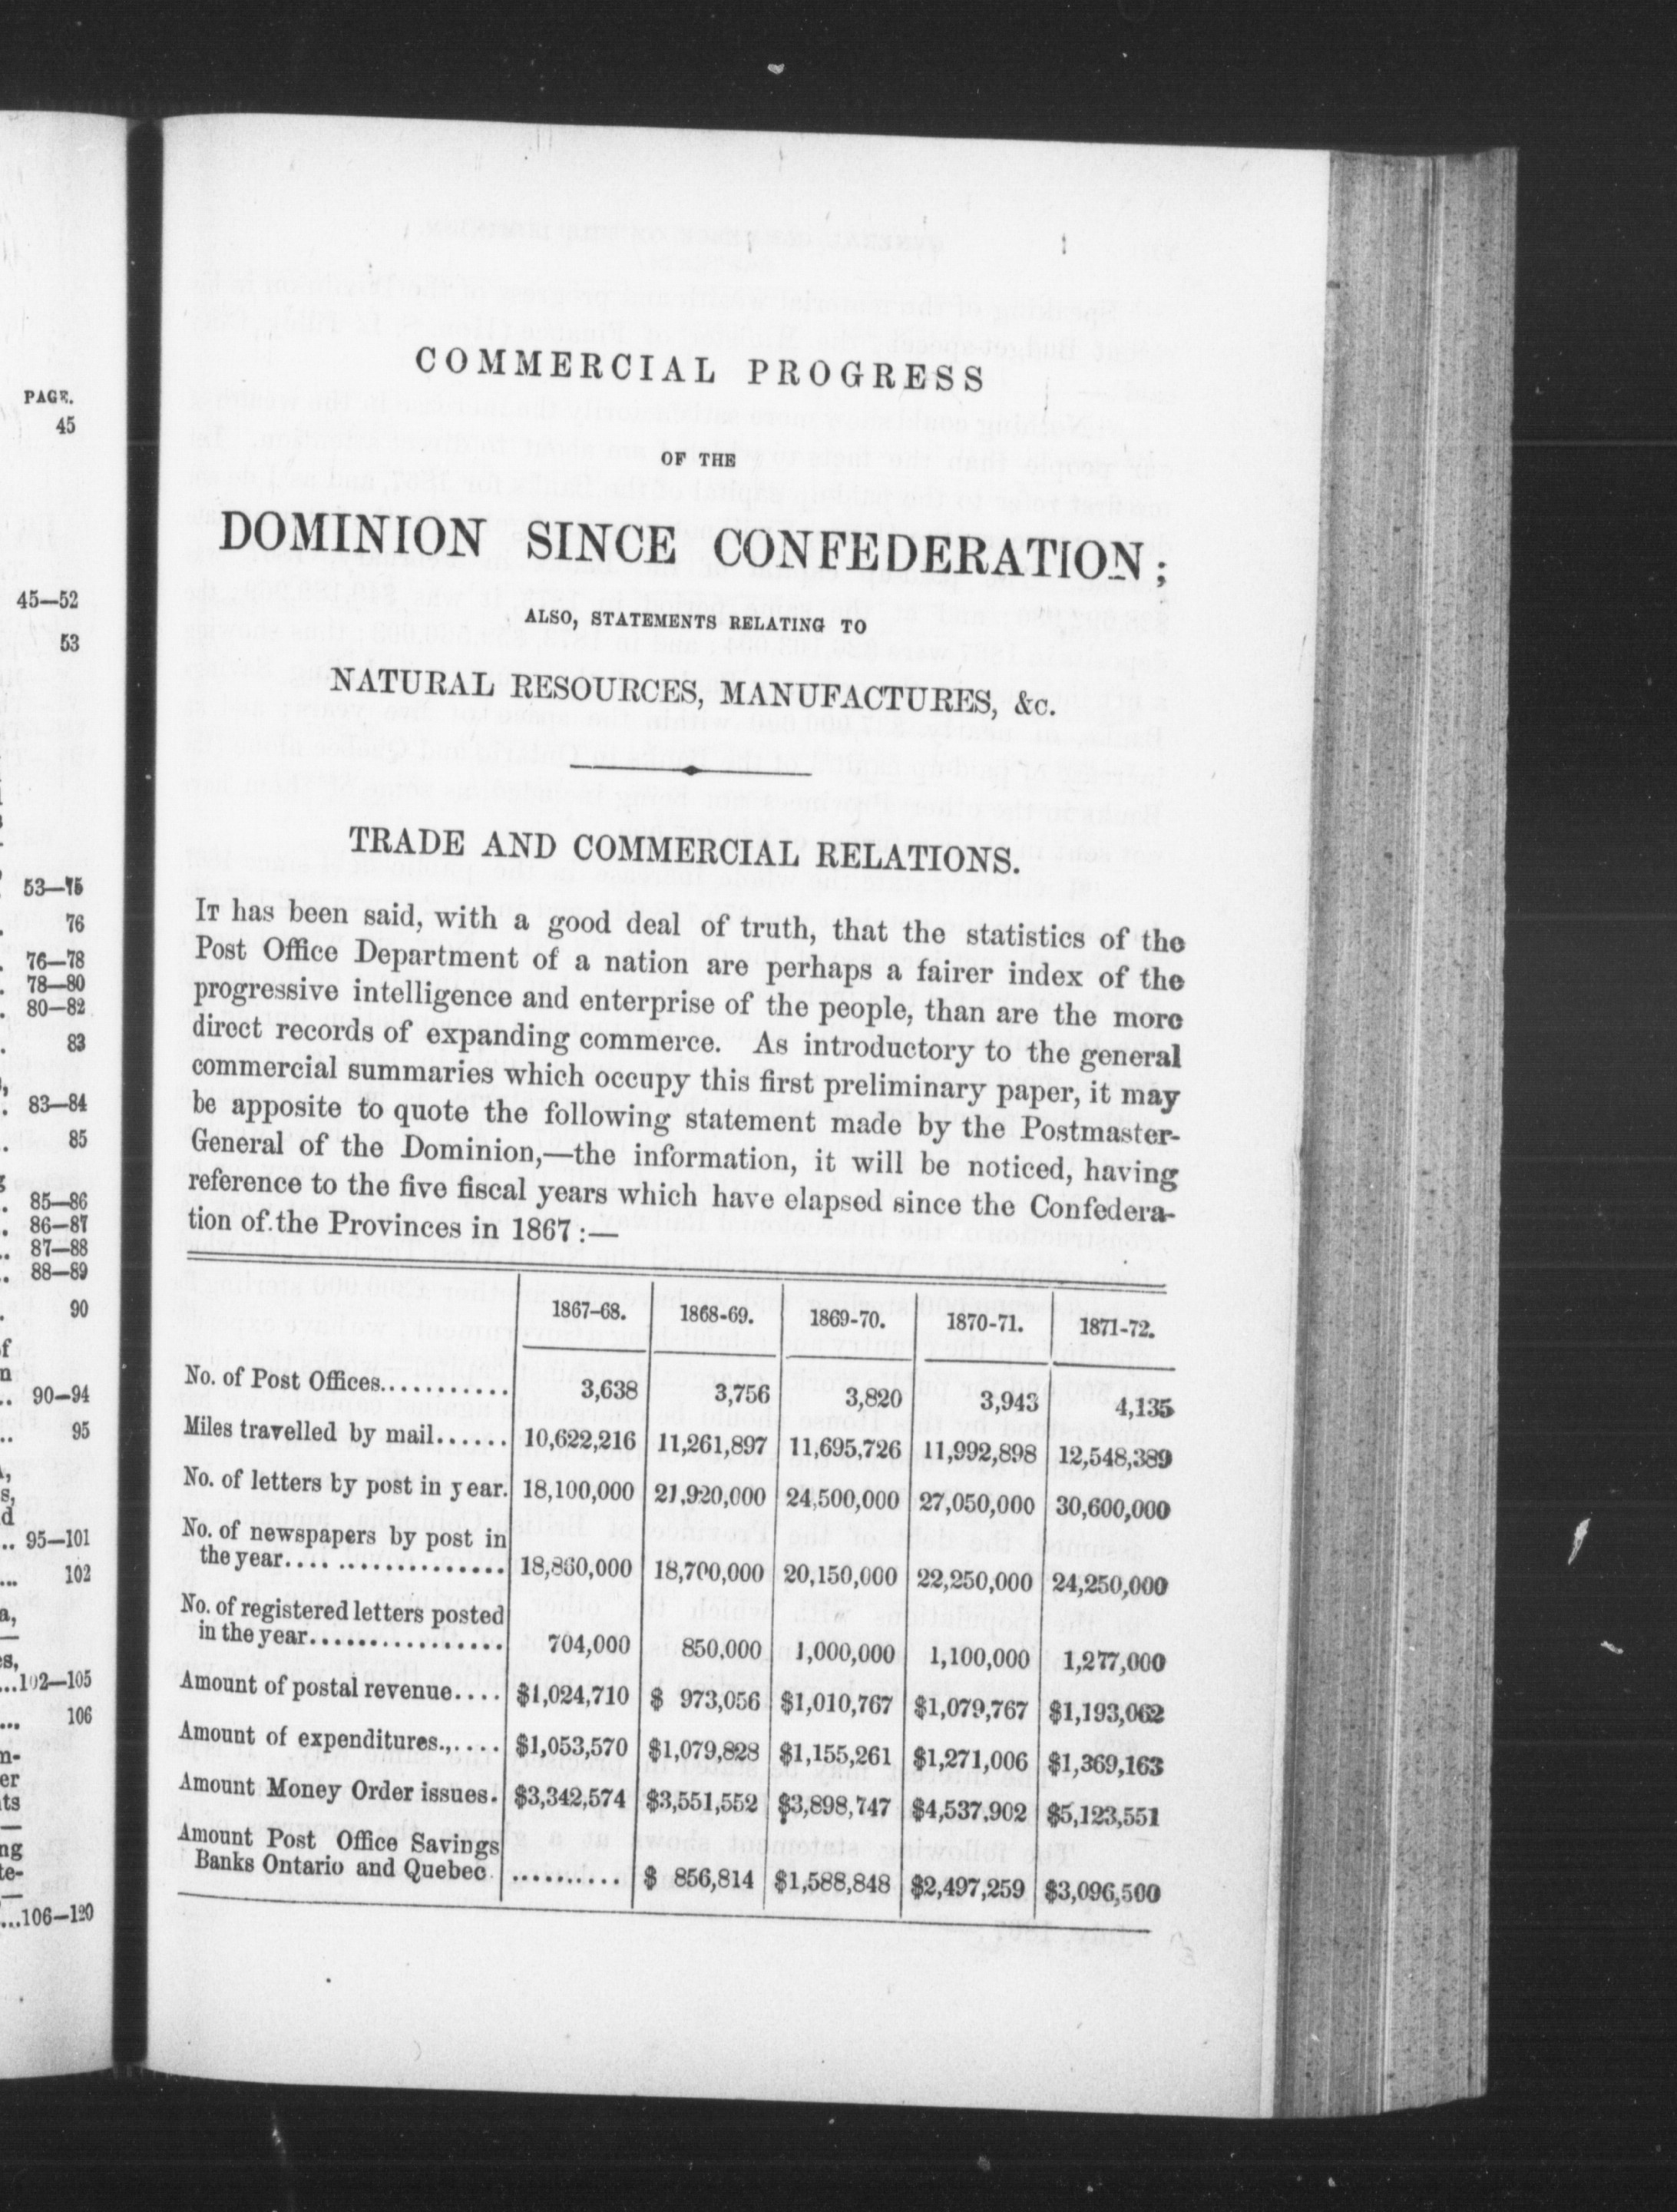 PAGE.
45
45—52
53
53—75
76
76—78
78—80
80—82
83
83—84
85
85—86
86—87
87—88
88—89
90
90—94
95
95—101
102
...102—105
106
...106—120
COMMERCIAL PROGRESS
OF THE
DOMINION SINCE CONFEDERATION;
ALSO, STATEMENTS RELATING TO
NATURAL RESOURCES, MANUFACTURES, &c.
TRADE AND COMMERCIAL RELATIONS.
IT has been said, with a good deal of truth, that the statistics of the
Post Office Department of a nation are perhaps a fairer index of the
progressive intelligence and enterprise of the people, than are the more
direct records of expanding commerce. As introductory to the general
commercial summaries which occupy this first preliminary paper, it may
be apposite to quote the following statement made by the Postmaster-
General of the Dominion,—the information, it will be noticed, having
reference to the five fiscal years which have elapsed since the Confedera-
tion of the Provinces in 1867:—
1867-68. 1868-69. 1869-70. 1870-71. 1871-72.
No. of Post Offices........... 3,638 3,756 3,820 3,943 4,135
Miles travelled by mail...... 10,622,216 11,261,897 11,695,726 11,992,898 12,548,389
No. of letters by post in year. 18,100,000 21,920,000 24,500,000 27,050,000 30,600,000
No. of newspapers by post in
the year.................. 18,860,000 18,700,000 20,150,000 22,250,000 24,250,000
No. of registered letters posted
in the year................ 704,000 850,000 1,000,000 1,100,000 1,277,000
Amount of postal revenue.... $1,024,710 $ 973,056 $1,010,767 $1,079,767 $1,193,062
Amount of expenditures.,.... $1,053,570 $1,079,828 $1,155,261 $1,271,006 $1,369,163
Amount Money Order issues. $3,342,574 $3,551,552 $3,898,747 $4,537,902 $5,123,551
Amount Post Office Savings
Banks Ontario and Quebec. .......... $ 856,814 $1,588,848 $2,497,259 $3,096,500